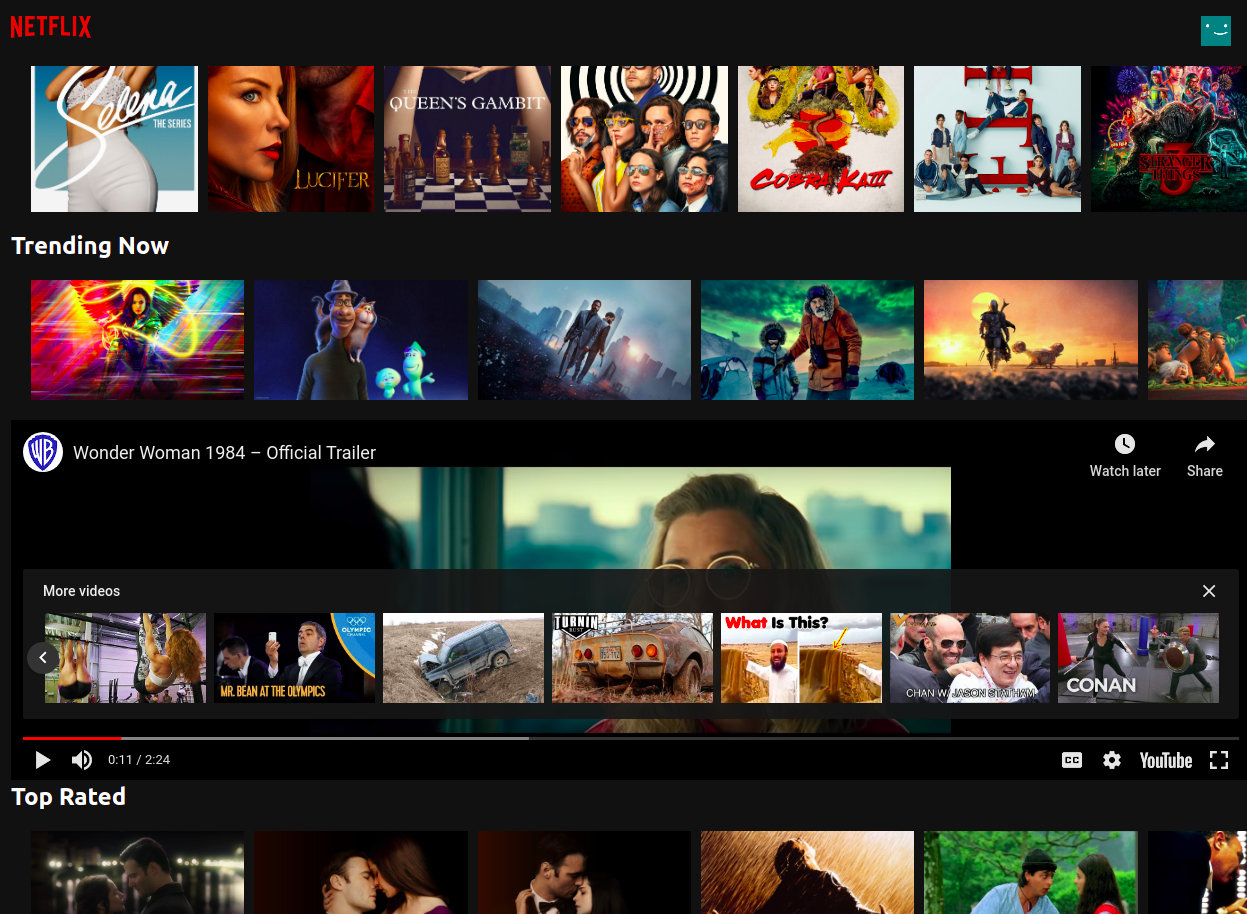 NETFLIX
Selena
THE SERIES
LUCIFER
THE
QUEEN'S GAMBIT
COBRA KAI
STRANGER
THINGS
3
Trending Now
Wonder Woman 1984 – Official Trailer
Watch later
Share
More videos
OLYMPIC
CHANNEL
MR. BEAN AT THE OLYMPICS
TURNIN
RUST
What Is This?
CHAN W/ JASON STATHAM
CONAN
0:11 / 2:24
CC
YouTube
Top Rated